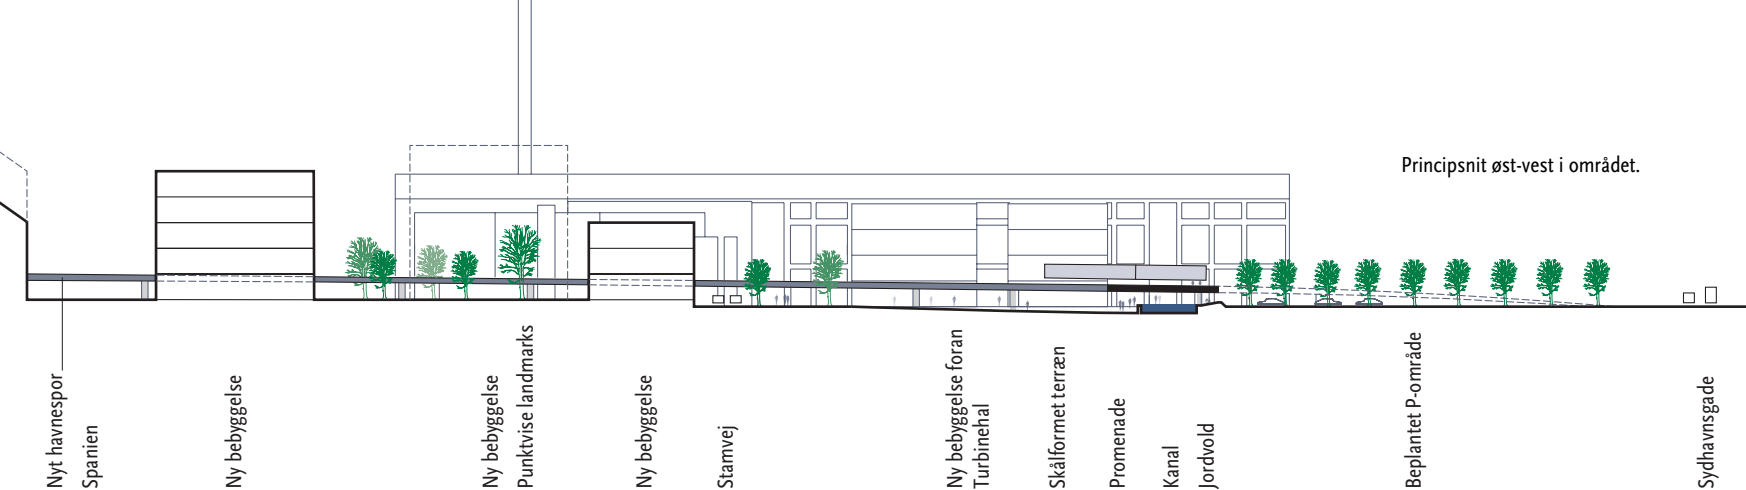 Principsnit øst-vest i området.
Nyt havnespor
Spanien
Ny bebyggelse
Ny bebyggelse
Punktvise landmarks
Ny bebyggelse
Stamvej
Ny bebyggelse foran
Turbinehal
Skålformet terræn
Promenade
Kanal
Jordvold
Beplantet P-område
Sydhavnsgade